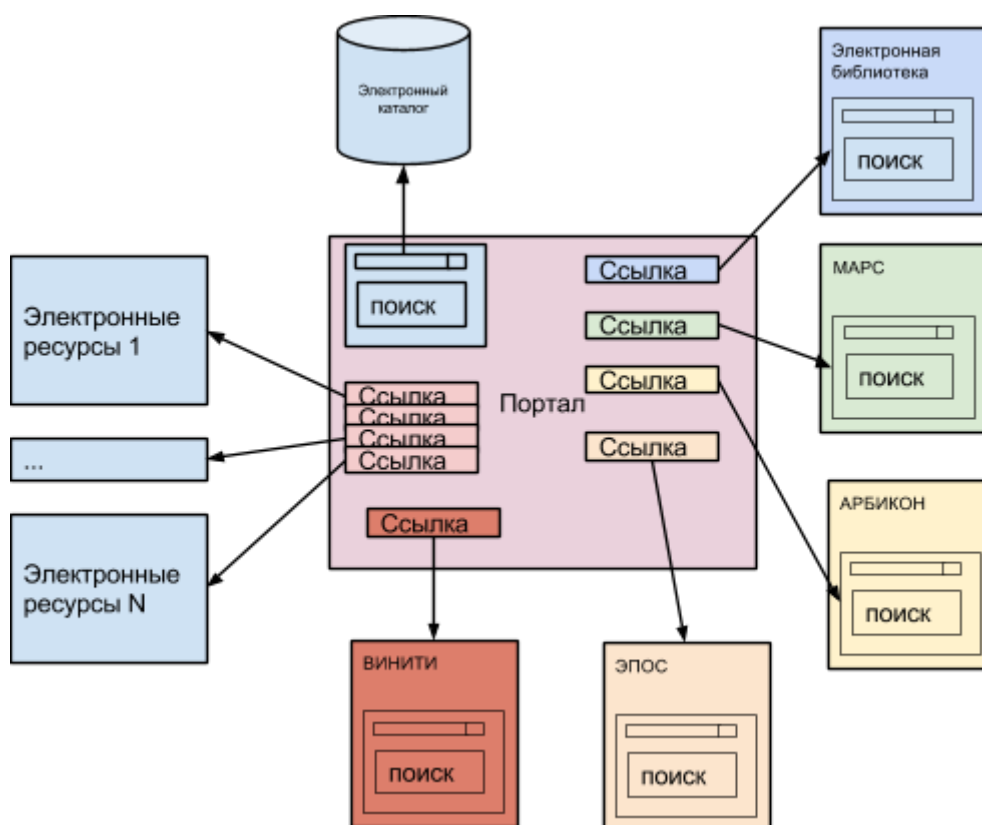 Электронный
каталог
Электронная
библиотека
поиск
Ссылка
поиск
МАРС
поиск
Ссылка
Электронные
ресурсы 1
Ссылка
Ссылка
Ссылка
Ссылка
Портал
Ссылка
Ссылка
...
АРБИКОН
поиск
Ссылка
Электронные
ресурсы N
ВИНИТИ
поиск
ЭПОС
поиск